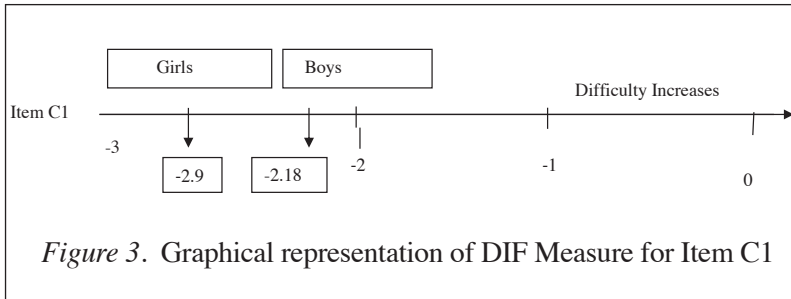 Girls Boys
Difficulty Increases
Item C1
-3 -2 -1 0
-2.9 -2.18
Figure 3. Graphical representation of DIF Measure for Item C1